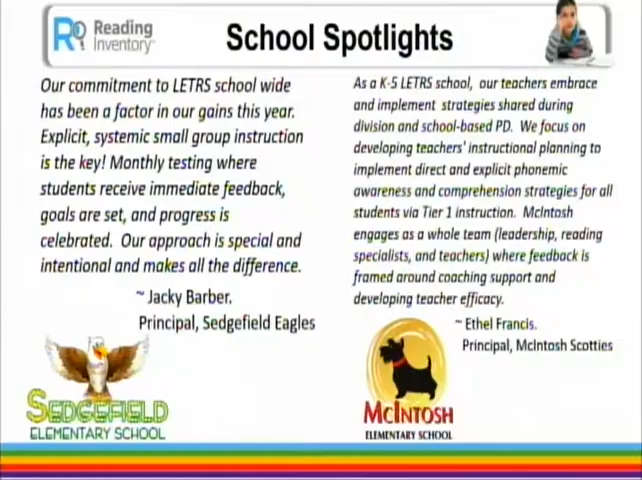 Reading
Inventory
School Spotlights
Our commitment to LETRS school wide
has been a factor in our gains this year.
Explicit, systemic small group instruction
is the key! Monthly testing where
students receive immediate feedback,
goals are set, and progress is
celebrated. Our approach is special and
intentional and makes all the difference.
~ Jacky Barber.
Principal, Sedgefield Eagles
SEDGEFIELD
ELEMENTARY SCHOOL
As a K-5 LETRS school, our teachers embrace
and implement strategies shared during
division and school-based PD. We focus on
developing teachers' instructional planning to
implement direct and explicit phonemic
awareness and comprehension strategies for all
students via Tier 1 instruction. McIntosh
engages as a whole team (leadership, reading
specialists, and teachers) where feedback is
framed around coaching support and
developing teacher efficacy.
~ Ethel Francis.
Principal, McIntosh Scotties
MCINTOSH
ELEMENTARY SCHOOL